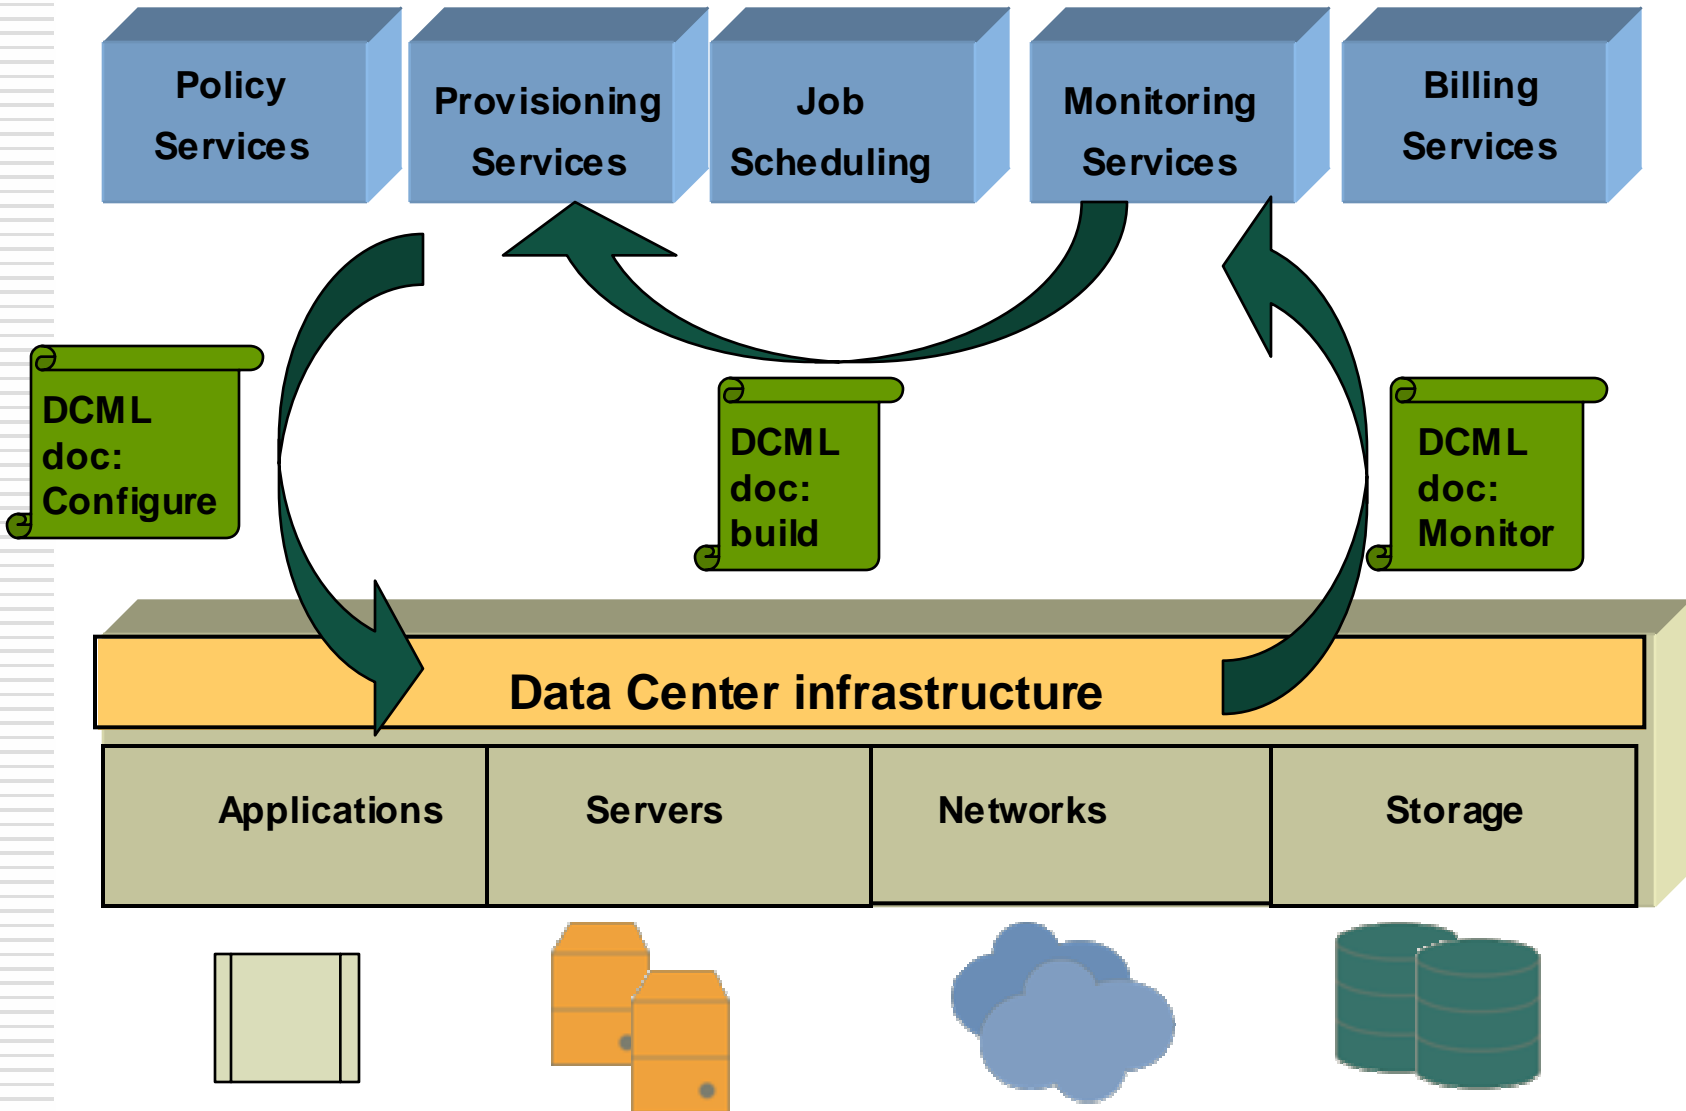 Policy
Services
Provisioning
Services
Job
Scheduling
Monitoring
Services
Billing
Services
DCML
doc:
Configure
DCML
doc:
build
DCML
doc:
Monitor
Data Center infrastructure
Applications
Servers
Networks
Storage